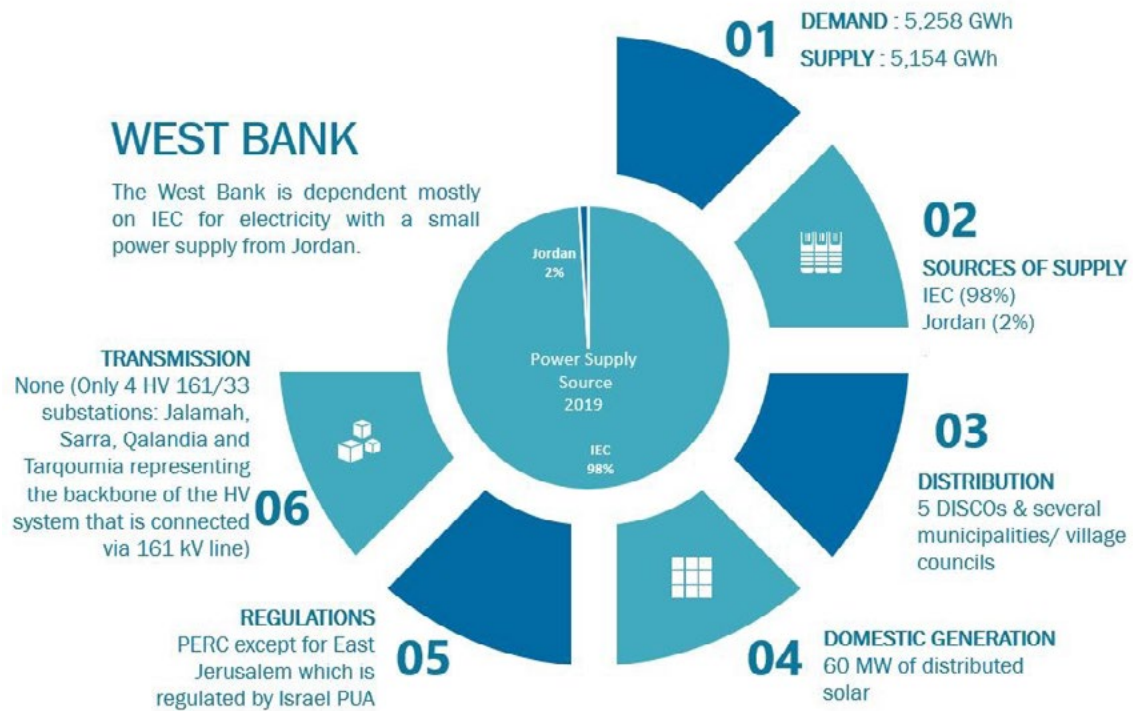 WEST BANK
The West Bank is dependent mostly
on IEC for electricity with a small
power supply from Jordan.
01
DEMAND : 5,258 GWh
SUPPLY : 5,154 GWh
02
SOURCES OF SUPPLY
IEC (98%)
Jordan (2%)
03
DISTRIBUTION
5 DISCOs & several
municipalities/ village
councils
04
DOMESTIC GENERATION
60 MW of distributed
solar
05
REGULATIONS
PERC except for East
Jerusalem which is
regulated by Israel PUA
06
TRANSMISSION
None (Only 4 HV 161/33
substations: Jalamah,
Sarra, Qalandia and
Tarqoumia representing
the backbone of the HV
system that is connected
via 161 kV line)
Jordan
2%
Power Supply
Source
2019
IEC
98%